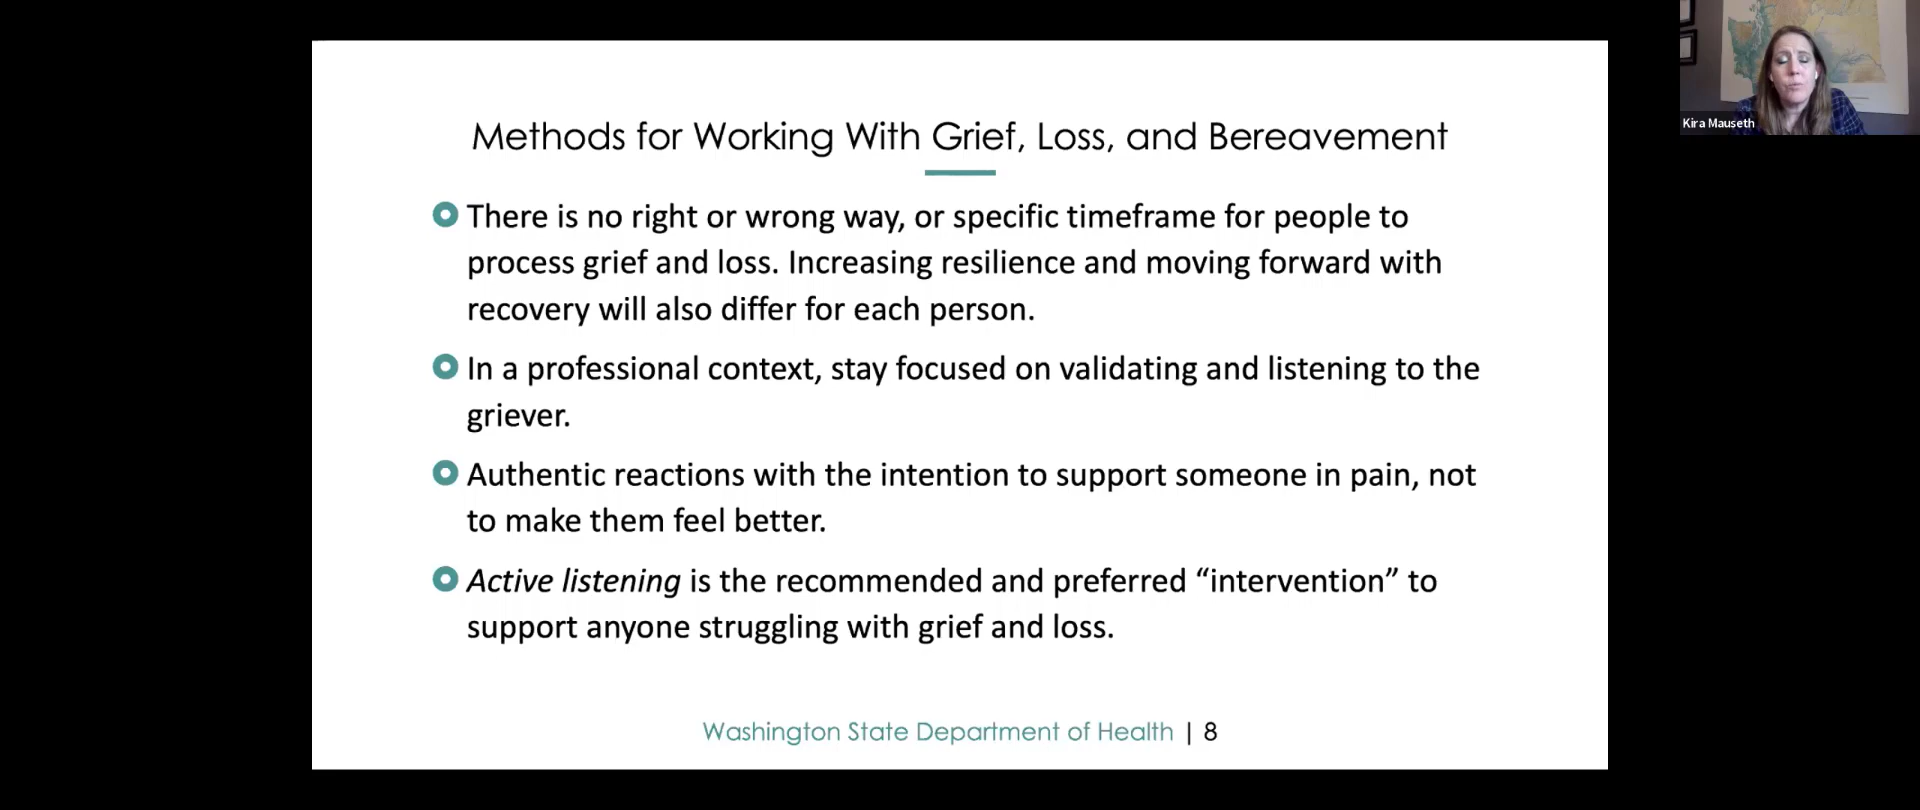 Methods for Working With Grief, Loss, and Bereavement
There is no right or wrong way, or specific timeframe for people to
process grief and loss. Increasing resilience and moving forward with
recovery will also differ for each person.
In a professional context, stay focused on validating and listening to the
griever.
Authentic reactions with the intention to support someone in pain, not
to make them feel better.
Active listening is the recommended and preferred “intervention” to
support anyone struggling with grief and loss.
Washington State Department of Health | 8
Kira Mauseth